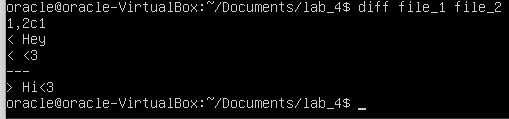 oracle@oracle-VirtualBox:~/Documents/lab_4$ diff file_1 file_2
1,2c1
< Hey
< <3
---
> Hi<3
oracle@oracle-VirtualBox:~/Documents/lab_4$ _